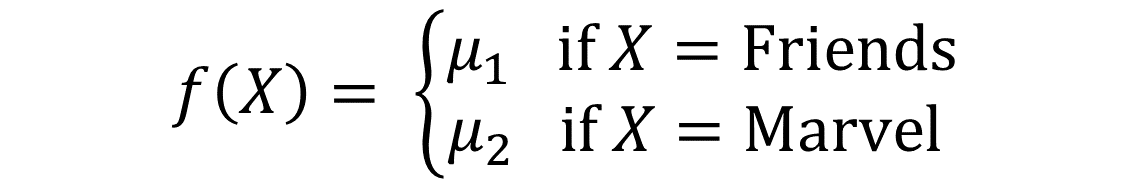 f(X) = {
μ₁ if X = Friends
μ₂ if X = Marvel